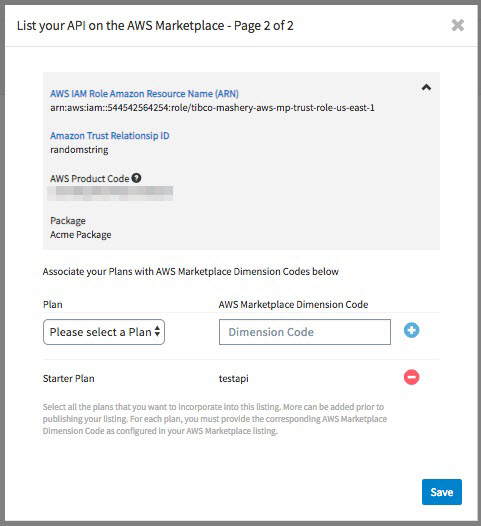 List your API on the AWS Marketplace - Page 2 of 2
AWS IAM Role Amazon Resource Name (ARN)
arn:aws:iam::544542564254:role/tibco-mashery-aws-mp-trust-role-us-east-1
Amazon Trust Relationsip ID
randomstring
AWS Product Code
Package
Acme Package
Associate your Plans with AWS Marketplace Dimension Codes below
Plan AWS Marketplace Dimension Code
Please select a Plan Dimension Code
Starter Plan testapi
Select all the plans that you want to incorporate into this listing. More can be added prior to
publishing your listing. For each plan, you must provide the corresponding AWS Marketplace
Dimension Code as configured in your AWS Marketplace listing.
Save